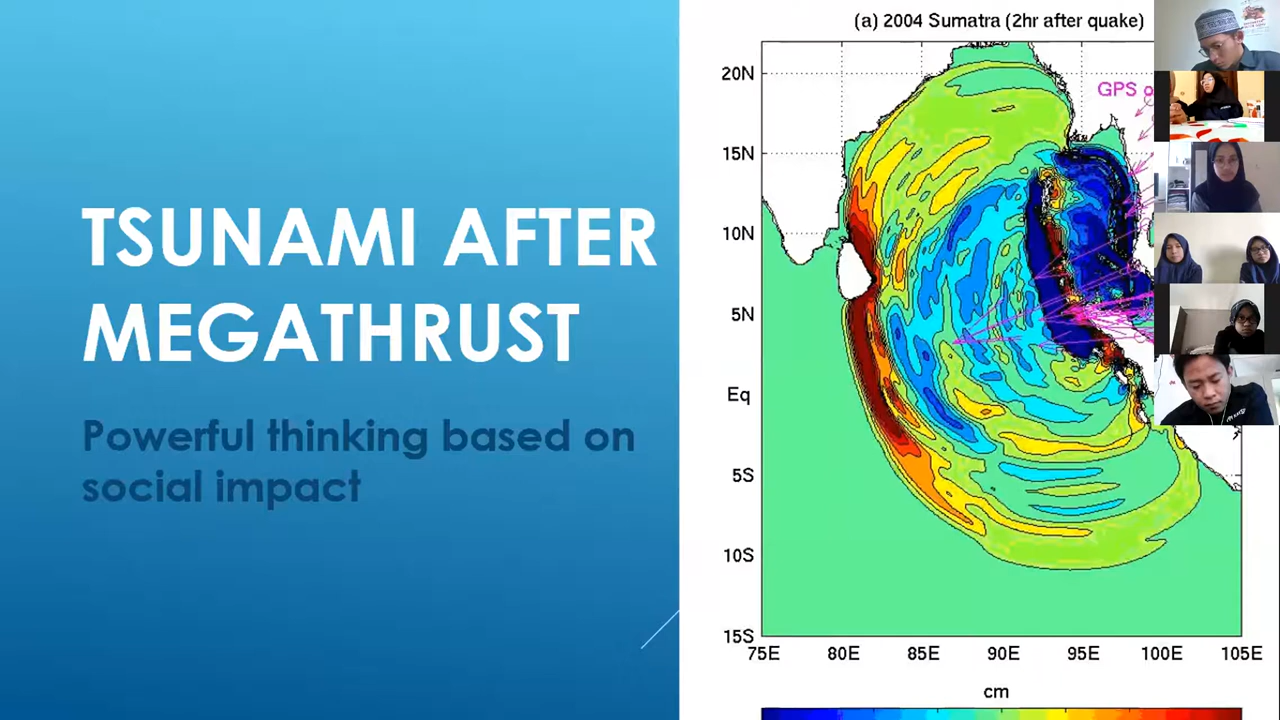 TSUNAMI AFTER
MEGATHRUST
Powerful thinking based on
social impact
(a) 2004 Sumatra (2hr after quake)
GPS
20N
15N
10N
5N
Eq
5S
10S
15S
75E 80E 85E 90E 95E 100E 105E
cm